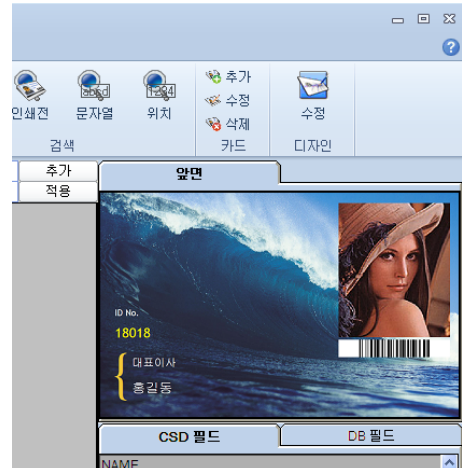 abcd 1234
추가
수정
삭제
인쇄전 문자열 위치 수정
검색 카드 디자인
추가
적용
앞면
ID No.
18018
대표이사
홍길동
CSD 필드 DB 필드
NAME